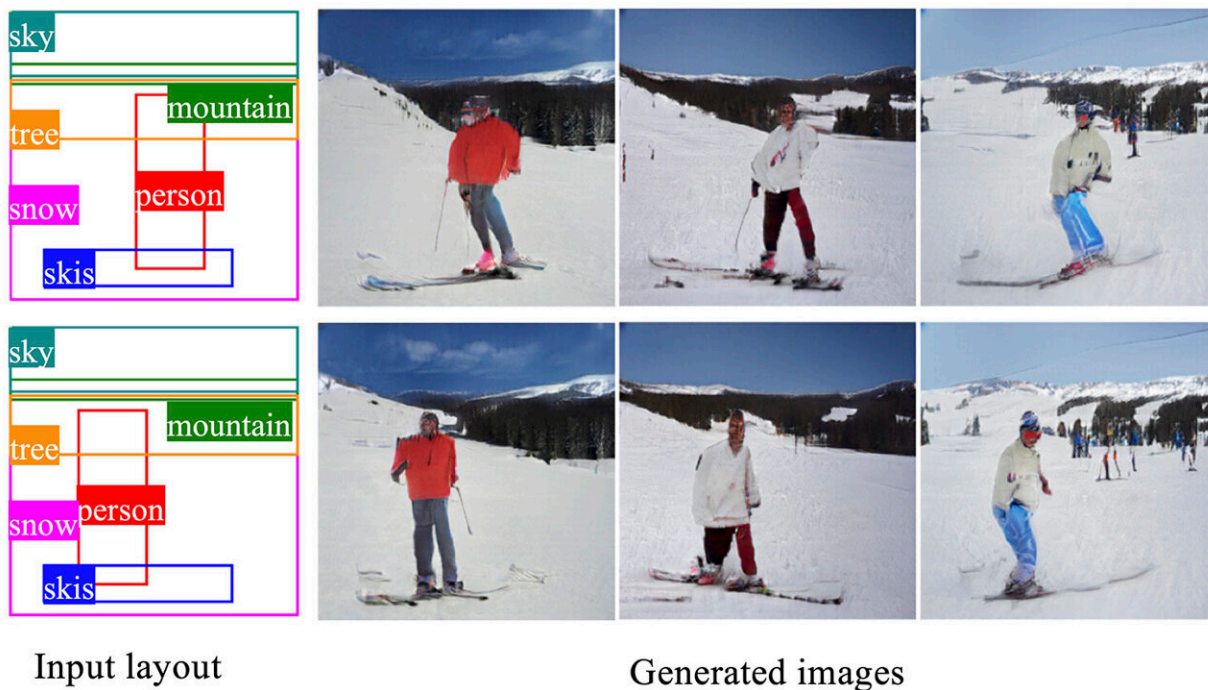 sky
mountain
tree
person
snow
skis
sky
mountain
tree
person
snow
skis
Input layout
Generated images